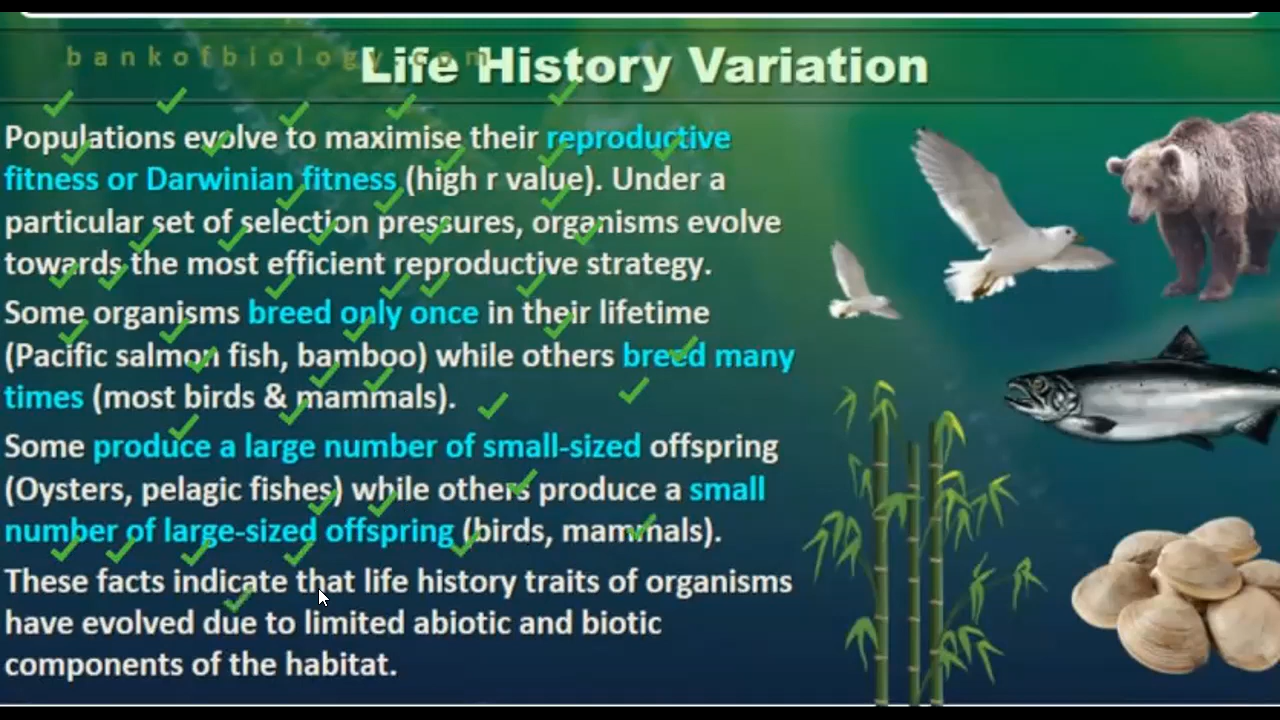 bankofbiology.com
Life History Variation
Populations evolve to maximise their reproductive
fitness or Darwinian fitness (high r value). Under a
particular set of selection pressures, organisms evolve
towards the most efficient reproductive strategy.
Some organisms breed only once in their lifetime
(Pacific salmon fish, bamboo) while others breed many
times (most birds & mammals).
Some produce a large number of small-sized offspring
(Oysters, pelagic fishes) while others produce a small
number of large-sized offspring (birds, mammals).
These facts indicate that life history traits of organisms
have evolved due to limited abiotic and biotic
components of the habitat.